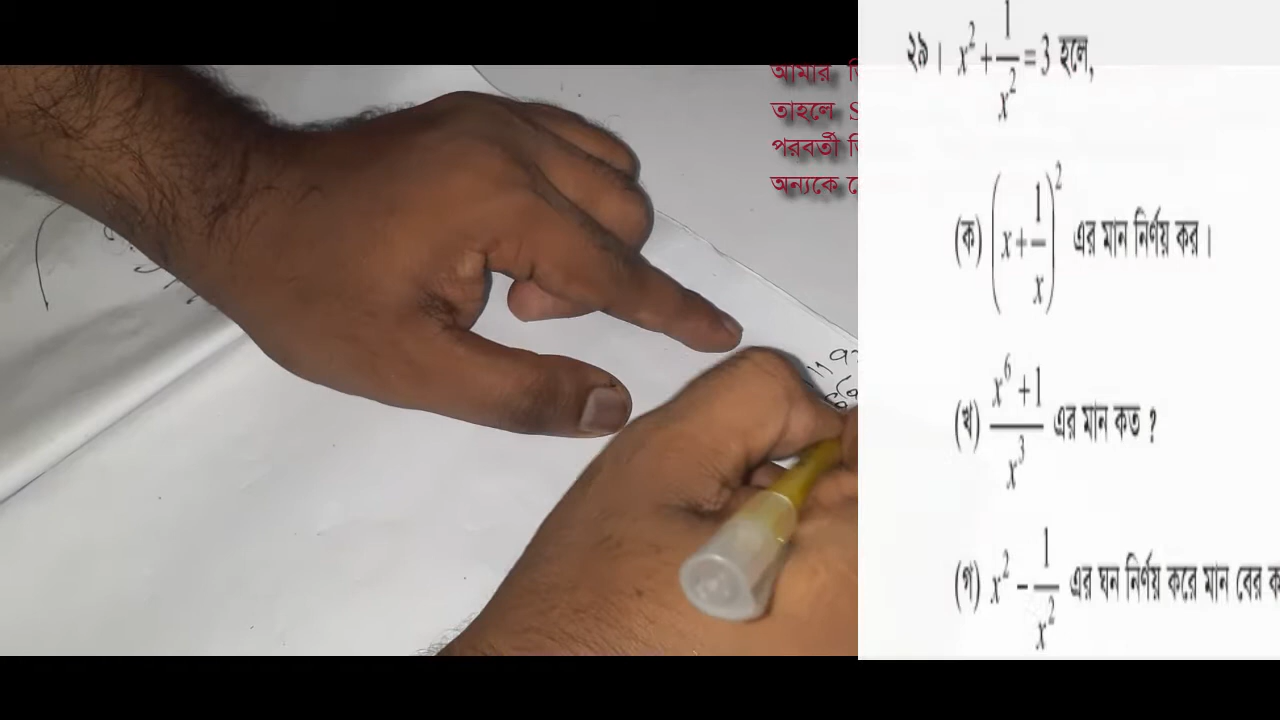 আমার
তাহলে
পরবর্তী
অন্যকে
২৯। x² + 1/x² = 3 হলে,
(ক) (x + 1/x)² এর মান নির্ণয় কর।
(খ) (x⁶ + 1)/x³ এর মান কত ?
(গ) x² – 1/x² এর ঘন নির্ণয় করে মান বের ক